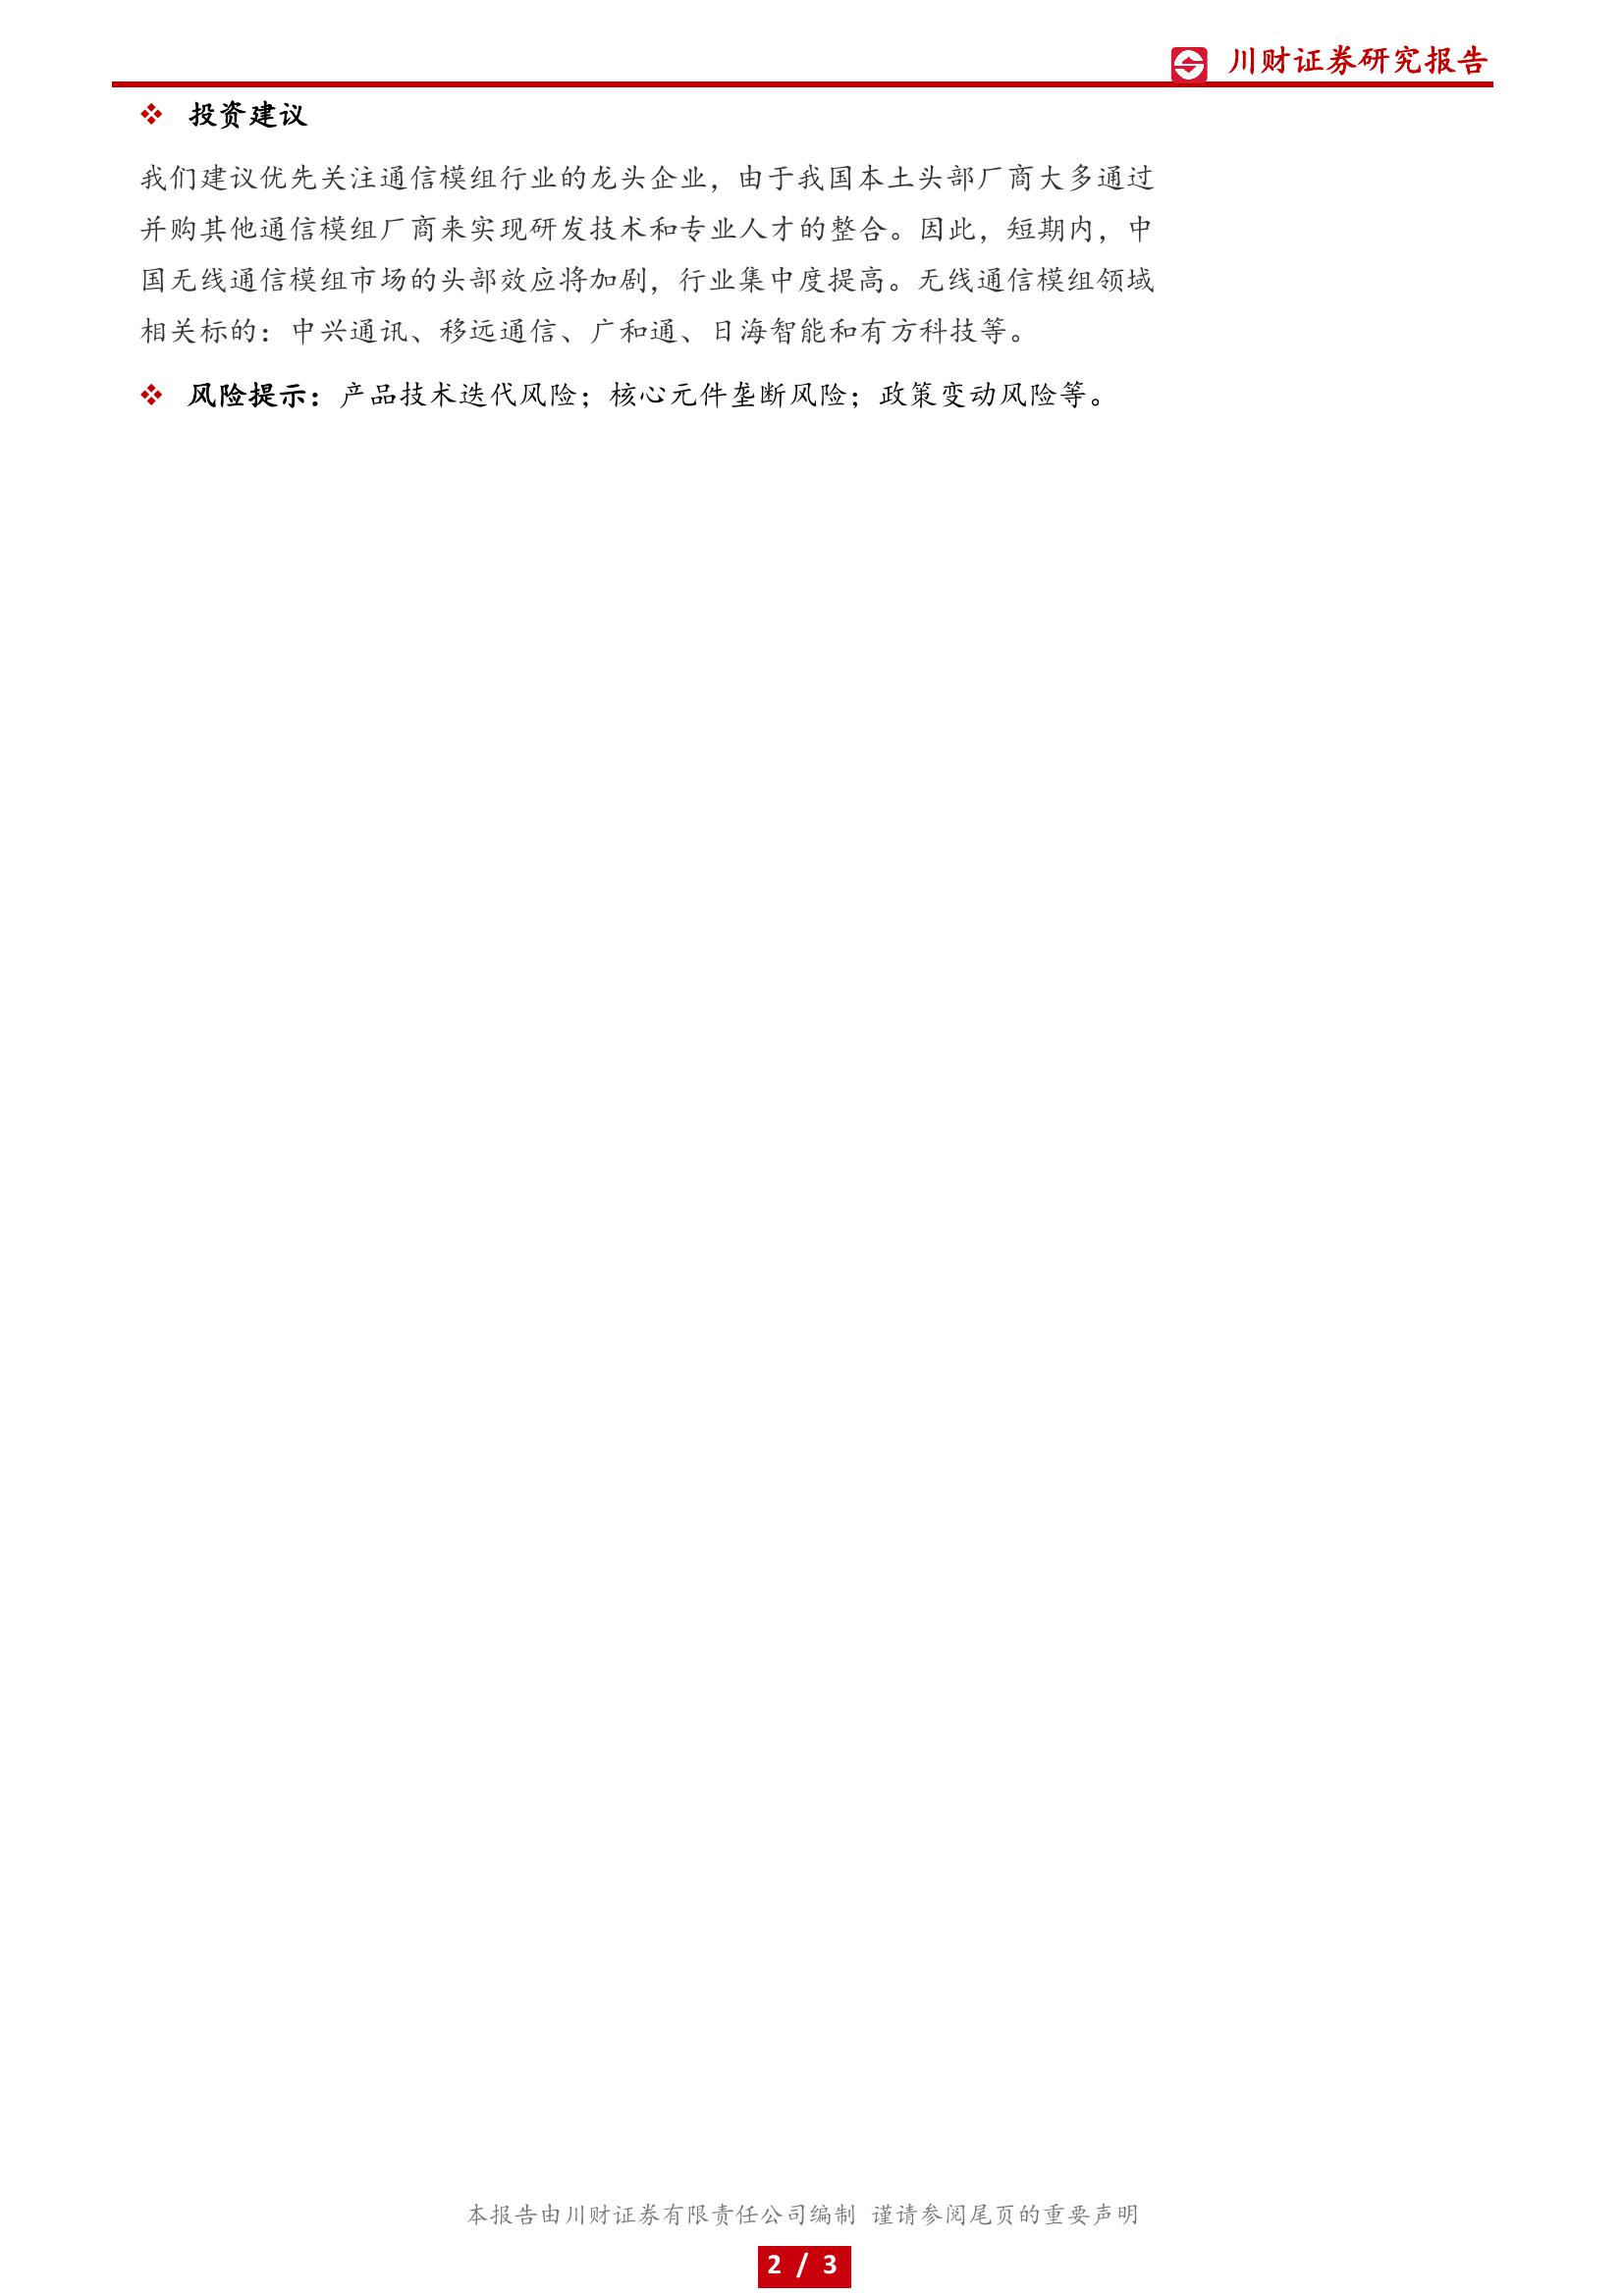 川财证券研究报告
❖ 投资建议
我们建议优先关注通信模组行业的龙头企业，由于我国本土头部厂商大多通过
并购其他通信模组厂商来实现研发技术和专业人才的整合。因此，短期内，中
国无线通信模组市场的头部效应将加剧，行业集中度提高。无线通信模组领域
相关标的：中兴通讯、移远通信、广和通、日海智能和有方科技等。
❖ 风险提示：产品技术迭代风险；核心元件垄断风险；政策变动风险等。
本报告由川财证券有限责任公司编制 谨请参阅尾页的重要声明
2 / 3